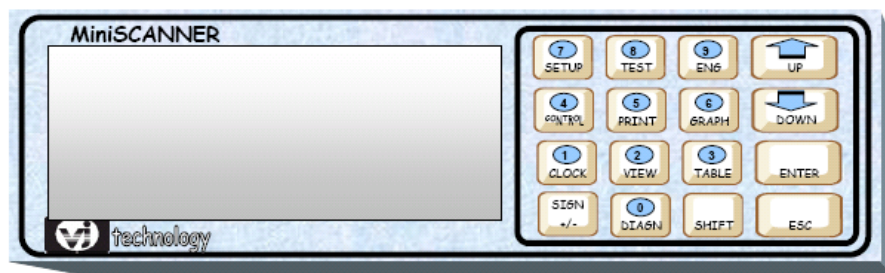 MiniSCANNER
7 8 9
SETUP TEST ENG UP
4 5 6
CONTROL PRINT GRAPH DOWN
1 2 3
CLOCK VIEW TABLE ENTER
SIGN 0
+/- DIAGN SHIFT ESC
vi technology